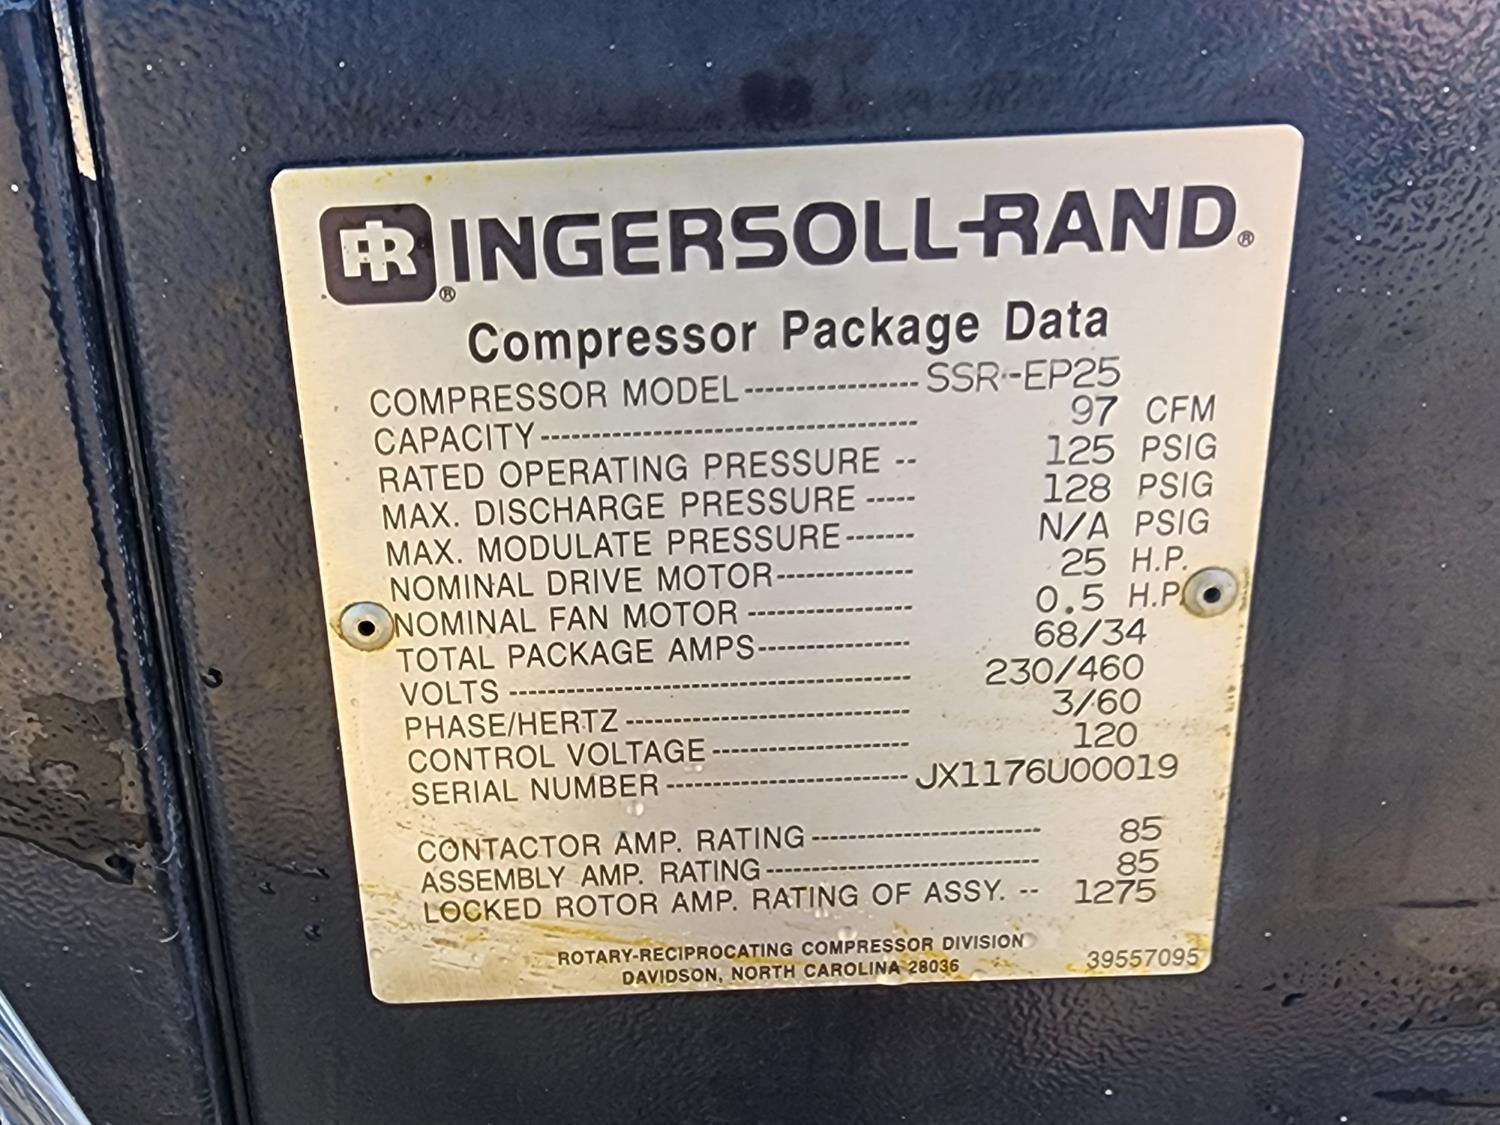 IR® INGERSOLL-RAND®
Compressor Package Data
COMPRESSOR MODEL ---------------- SSR-EP25
CAPACITY ------------------------------------ 97 CFM
RATED OPERATING PRESSURE -- 125 PSIG
MAX. DISCHARGE PRESSURE ----- 128 PSIG
MAX. MODULATE PRESSURE ------- N/A PSIG
NOMINAL DRIVE MOTOR ------------- 25 H.P.
NOMINAL FAN MOTOR ---------------- 0.5 H.P.
TOTAL PACKAGE AMPS --------------- 68/34
VOLTS --------------------------------------- 230/460
PHASE/HERTZ ---------------------------- 3/60
CONTROL VOLTAGE ------------------- 120
SERIAL NUMBER ------------------------ JX1176U00019
CONTACTOR AMP. RATING ----------------------- 85
ASSEMBLY AMP. RATING --------------------------- 85
LOCKED ROTOR AMP. RATING OF ASSY. -- 1275
ROTARY-RECIPROCATING COMPRESSOR DIVISION
DAVIDSON, NORTH CAROLINA 28036
39557095